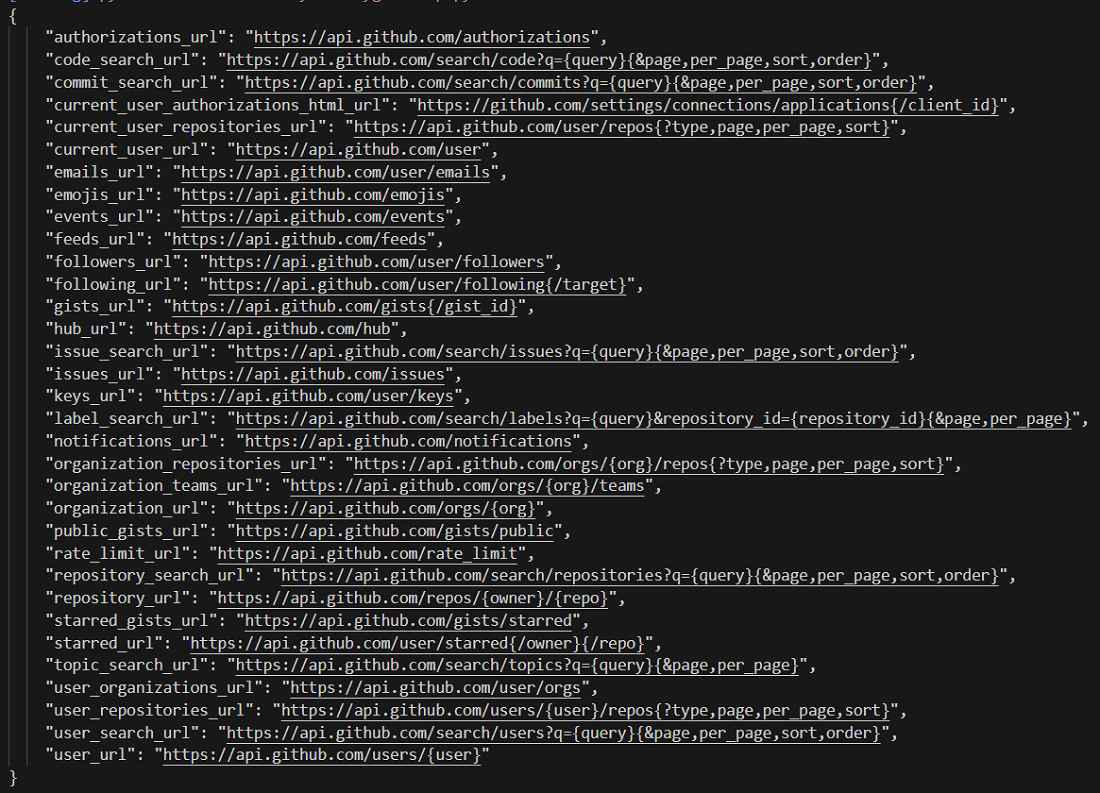 {
    "authorizations_url": "https://api.github.com/authorizations",
    "code_search_url": "https://api.github.com/search/code?q={query}{&page,per_page,sort,order}",
    "commit_search_url": "https://api.github.com/search/commits?q={query}{&page,per_page,sort,order}",
    "current_user_authorizations_html_url": "https://github.com/settings/connections/applications{/client_id}",
    "current_user_repositories_url": "https://api.github.com/user/repos{?type,page,per_page,sort}",
    "current_user_url": "https://api.github.com/user",
    "emails_url": "https://api.github.com/user/emails",
    "emojis_url": "https://api.github.com/emojis",
    "events_url": "https://api.github.com/events",
    "feeds_url": "https://api.github.com/feeds",
    "followers_url": "https://api.github.com/user/followers",
    "following_url": "https://api.github.com/user/following{/target}",
    "gists_url": "https://api.github.com/gists{/gist_id}",
    "hub_url": "https://api.github.com/hub",
    "issue_search_url": "https://api.github.com/search/issues?q={query}{&page,per_page,sort,order}",
    "issues_url": "https://api.github.com/issues",
    "keys_url": "https://api.github.com/user/keys",
    "label_search_url": "https://api.github.com/search/labels?q={query}&repository_id={repository_id}{&page,per_page}",
    "notifications_url": "https://api.github.com/notifications",
    "organization_repositories_url": "https://api.github.com/orgs/{org}/repos{?type,page,per_page,sort}",
    "organization_teams_url": "https://api.github.com/orgs/{org}/teams",
    "organization_url": "https://api.github.com/orgs/{org}",
    "public_gists_url": "https://api.github.com/gists/public",
    "rate_limit_url": "https://api.github.com/rate_limit",
    "repository_search_url": "https://api.github.com/search/repositories?q={query}{&page,per_page,sort,order}",
    "repository_url": "https://api.github.com/repos/{owner}/{repo}",
    "starred_gists_url": "https://api.github.com/gists/starred",
    "starred_url": "https://api.github.com/user/starred{/owner}{/repo}",
    "topic_search_url": "https://api.github.com/search/topics?q={query}{&page,per_page}",
    "user_organizations_url": "https://api.github.com/user/orgs",
    "user_repositories_url": "https://api.github.com/users/{user}/repos{?type,page,per_page,sort}",
    "user_search_url": "https://api.github.com/search/users?q={query}{&page,per_page,sort,order}",
    "user_url": "https://api.github.com/users/{user}"
}